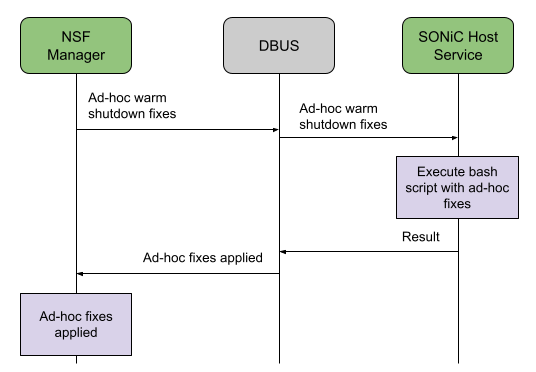 NSF
Manager
DBUS
SONiC Host
Service
Ad-hoc warm
shutdown fixes
Ad-hoc warm
shutdown fixes
Execute bash
script with ad-hoc
fixes
Result
Ad-hoc fixes applied
Ad-hoc fixes
applied